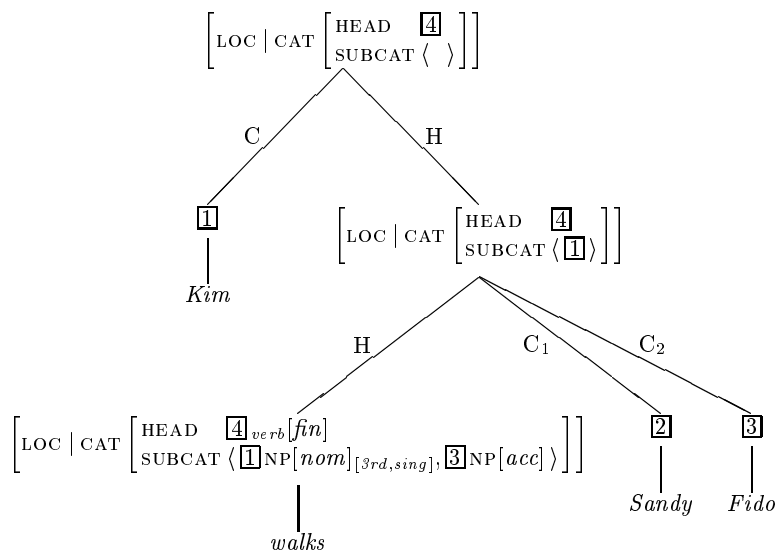 [LOC | CAT [HEAD 4
SUBCAT ⟨ ⟩]]
C H
1
[LOC | CAT [HEAD 4
SUBCAT ⟨ 1 ⟩]]
Kim
H C₁ C₂
[LOC | CAT [HEAD 4 verb[fin]
SUBCAT ⟨ 1 NP[nom][3rd,sing], 3 NP[acc] ⟩]]
2 3
Sandy Fido
walks